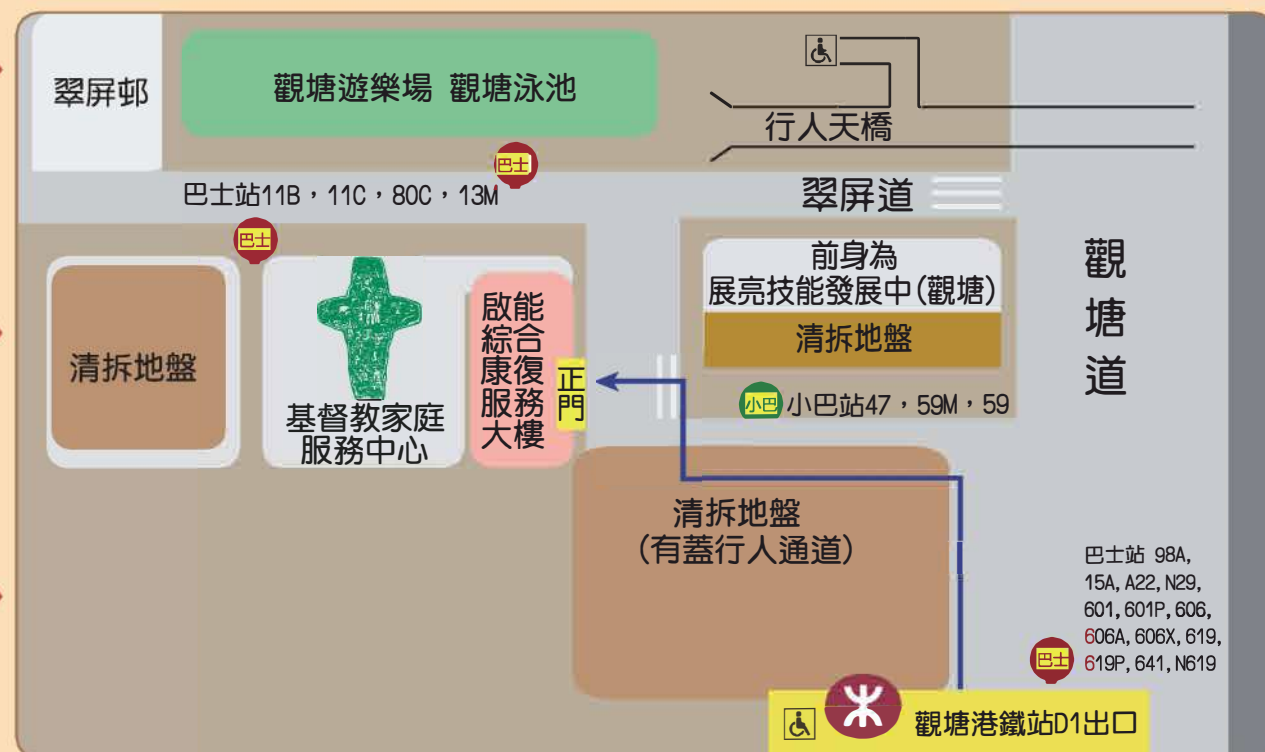 翠屏邨
觀塘遊樂場 觀塘泳池
行人天橋
巴士
巴士站11B，11C，80C，13M
翠屏道
巴士
觀塘道
前身為
展亮技能發展中(觀塘)
清拆地盤
清拆地盤
基督教家庭
服務中心
啟能
綜合
康復
服務
大樓
正門
小巴
小巴站47，59M，59
清拆地盤
(有蓋行人通道)
巴士站 98A,
15A, A22, N29,
601, 601P, 606,
606A, 606X, 619,
619P, 641, N619
巴士
觀塘港鐵站D1出口